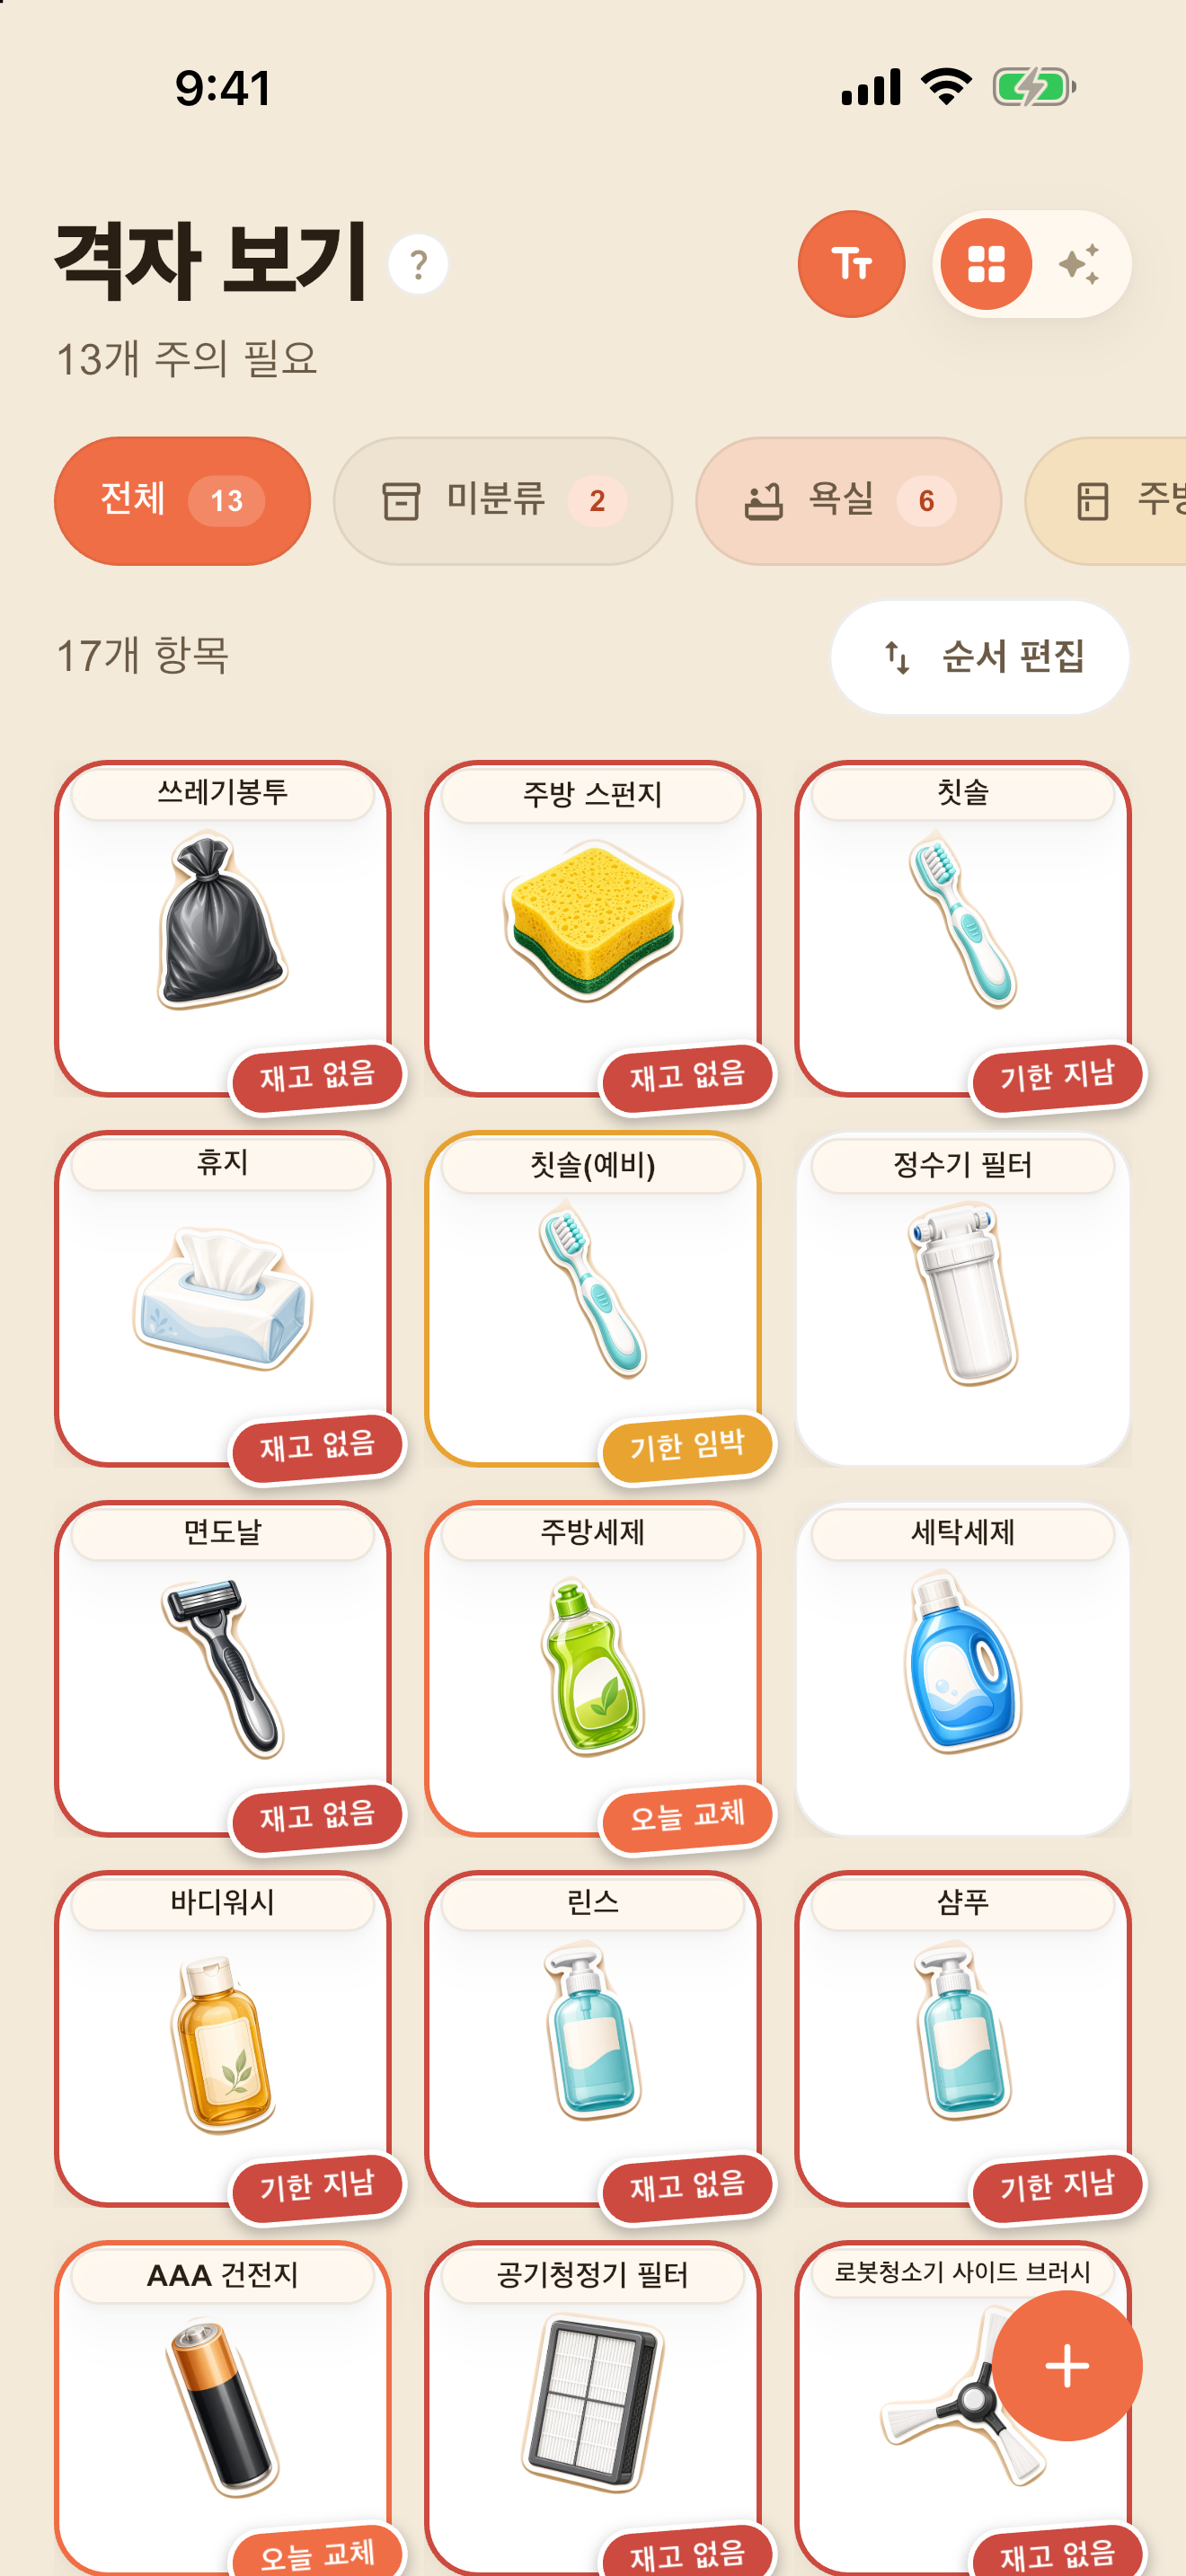 9:41
격자 보기 ?
13개 주의 필요
전체 13 미분류 2 욕실 6
17개 항목 순서 편집
쓰레기봉투 주방 스펀지 칫솔
재고 없음 재고 없음 기한 지남
휴지 칫솔(예비) 정수기 필터
재고 없음 기한 임박
면도날 주방세제 세탁세제
재고 없음 오늘 교체
바디워시 린스 샴푸
기한 지남 재고 없음 기한 지남
AAA 건전지 공기청정기 필터 로봇청소기 사이드 브러시
오늘 교체 재고 없음 재고 없음